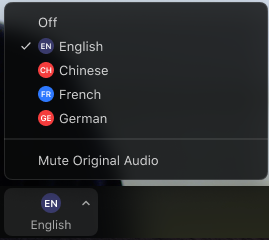 Off
EN English
CH Chinese
FR French
GE German
Mute Original Audio
EN
English